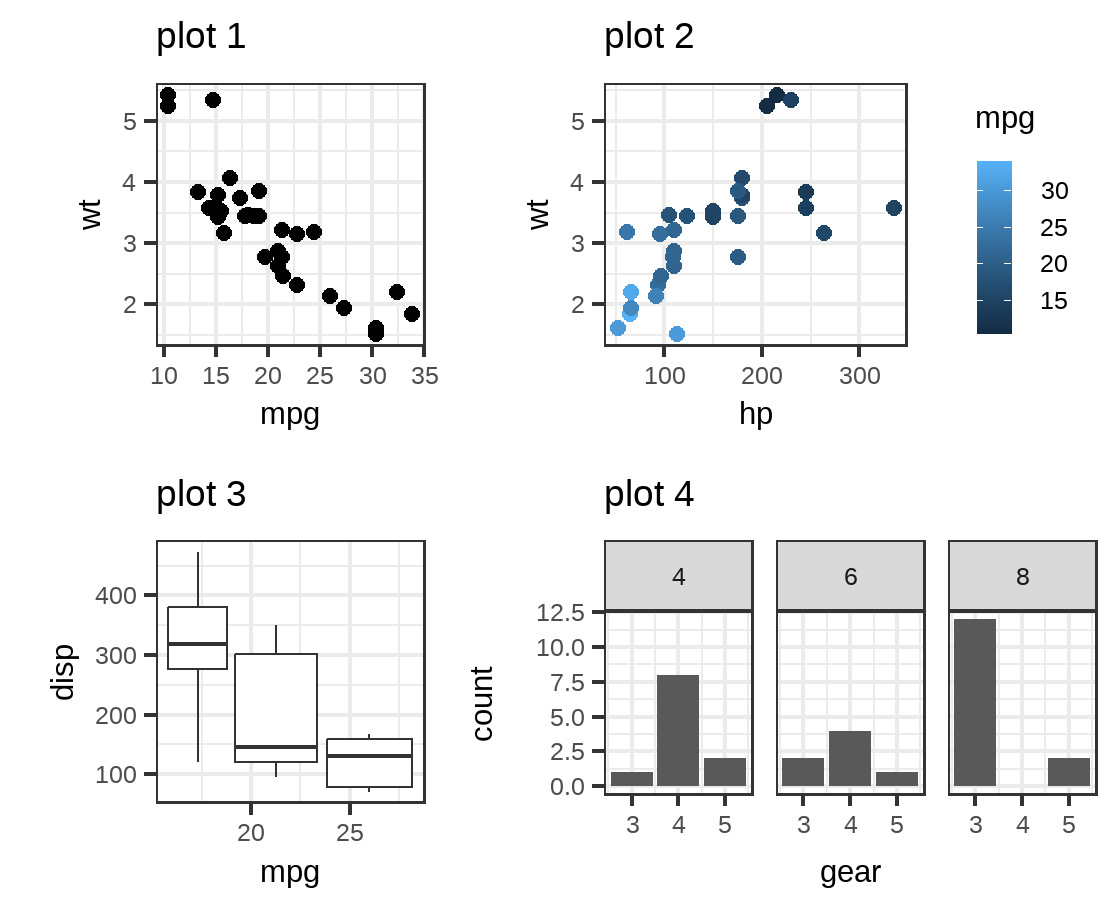 plot 1
5
4
3
2
wt
10 15 20 25 30 35
mpg
plot 2
5
4
3
2
wt
100 200 300
hp
mpg
30
25
20
15
plot 3
400
300
200
100
disp
20 25
mpg
plot 4
4 6 8
12.5
10.0
7.5
5.0
2.5
0.0
count
3 4 5 3 4 5 3 4 5
gear